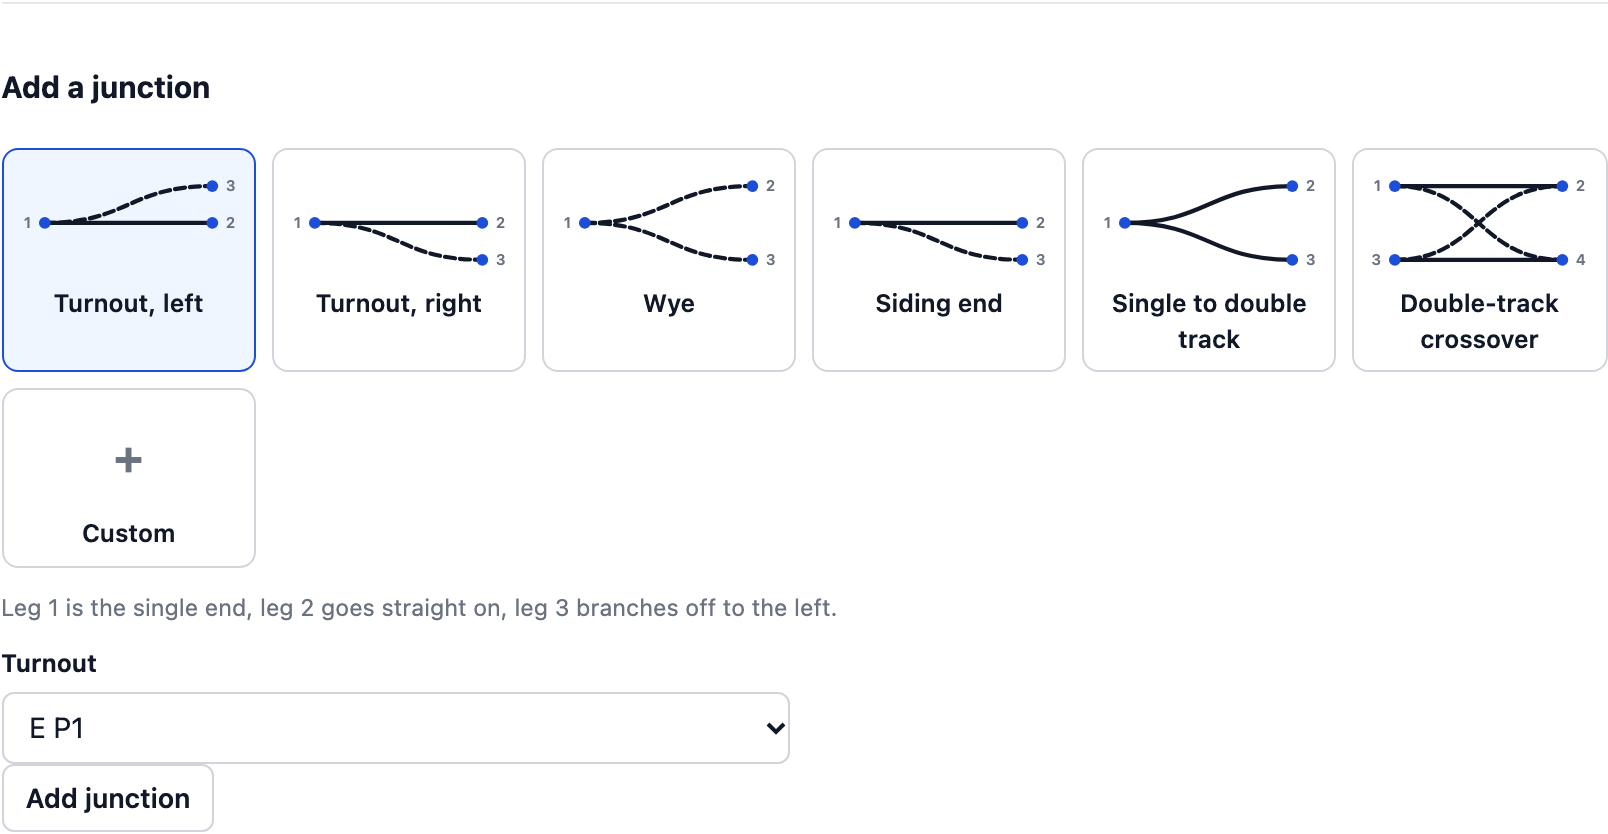 Add a junction
1 3 2
Turnout, left
1 2 3
Turnout, right
1 2 3
Wye
1 2 3
Siding end
1 2 3
Single to double
track
1 2
3 4
Double-track
crossover
+
Custom
Leg 1 is the single end, leg 2 goes straight on, leg 3 branches off to the left.
Turnout
E P1
Add junction